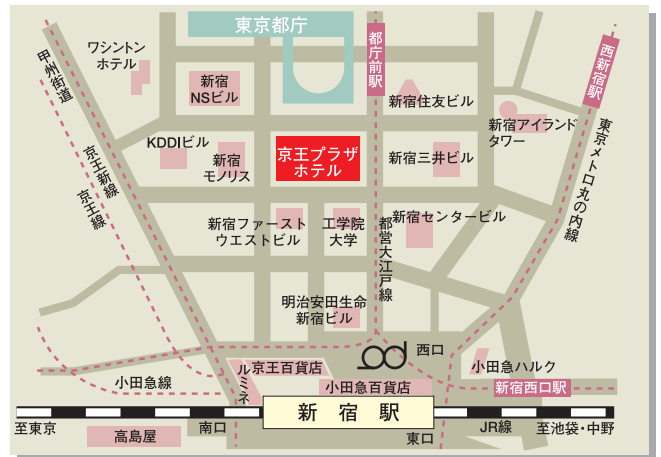 東京都庁
ワシントン
ホテル
甲州街道
都庁前駅
西新宿駅
新宿
NSビル
新宿住友ビル
新宿アイランド
タワー
KDDIビル
新宿
モノリス
京王プラザ
ホテル
新宿三井ビル
東京メトロ丸の内線
京王新線
京王線
新宿ファースト
ウエストビル
工学院
大学
都営大江戸線
新宿センタービル
明治安田生命
新宿ビル
西口
小田急線
ルミネ
京王百貨店
小田急百貨店
小田急ハルク
新宿西口駅
新宿駅
至東京
高島屋
南口
東口
JR線
至池袋・中野